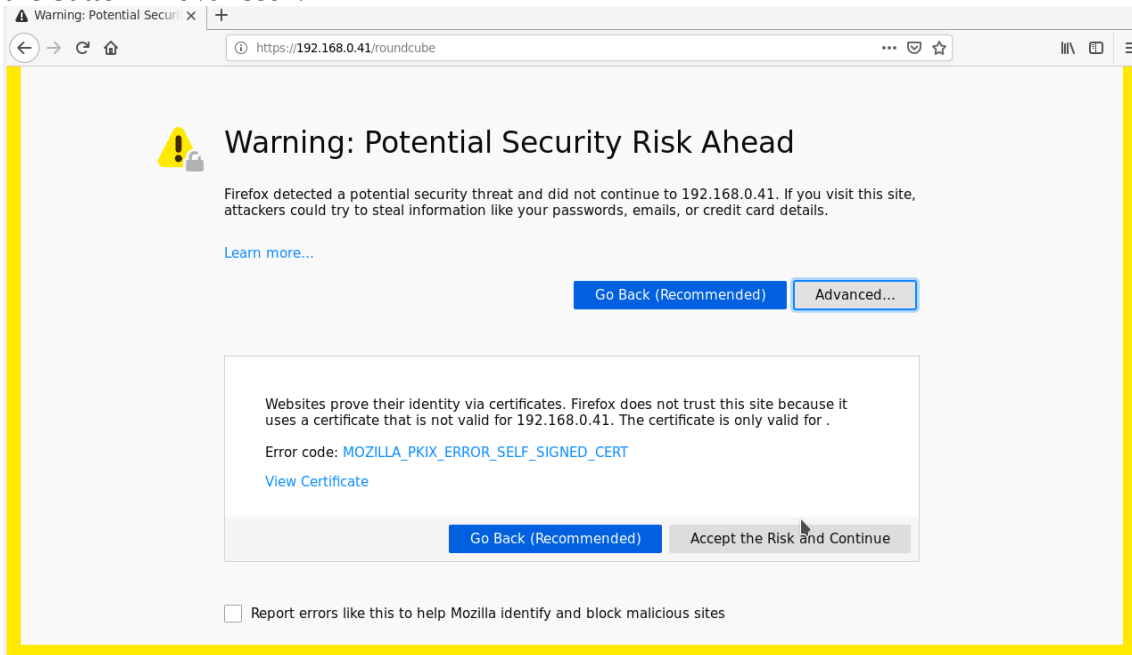 Warning: Potential Securi
https://192.168.0.41/roundcube
Warning: Potential Security Risk Ahead
Firefox detected a potential security threat and did not continue to 192.168.0.41. If you visit this site,
attackers could try to steal information like your passwords, emails, or credit card details.
Learn more...
Go Back (Recommended) Advanced...
Websites prove their identity via certificates. Firefox does not trust this site because it
uses a certificate that is not valid for 192.168.0.41. The certificate is only valid for .
Error code: MOZILLA_PKIX_ERROR_SELF_SIGNED_CERT
View Certificate
Go Back (Recommended) Accept the Risk and Continue
Report errors like this to help Mozilla identify and block malicious sites